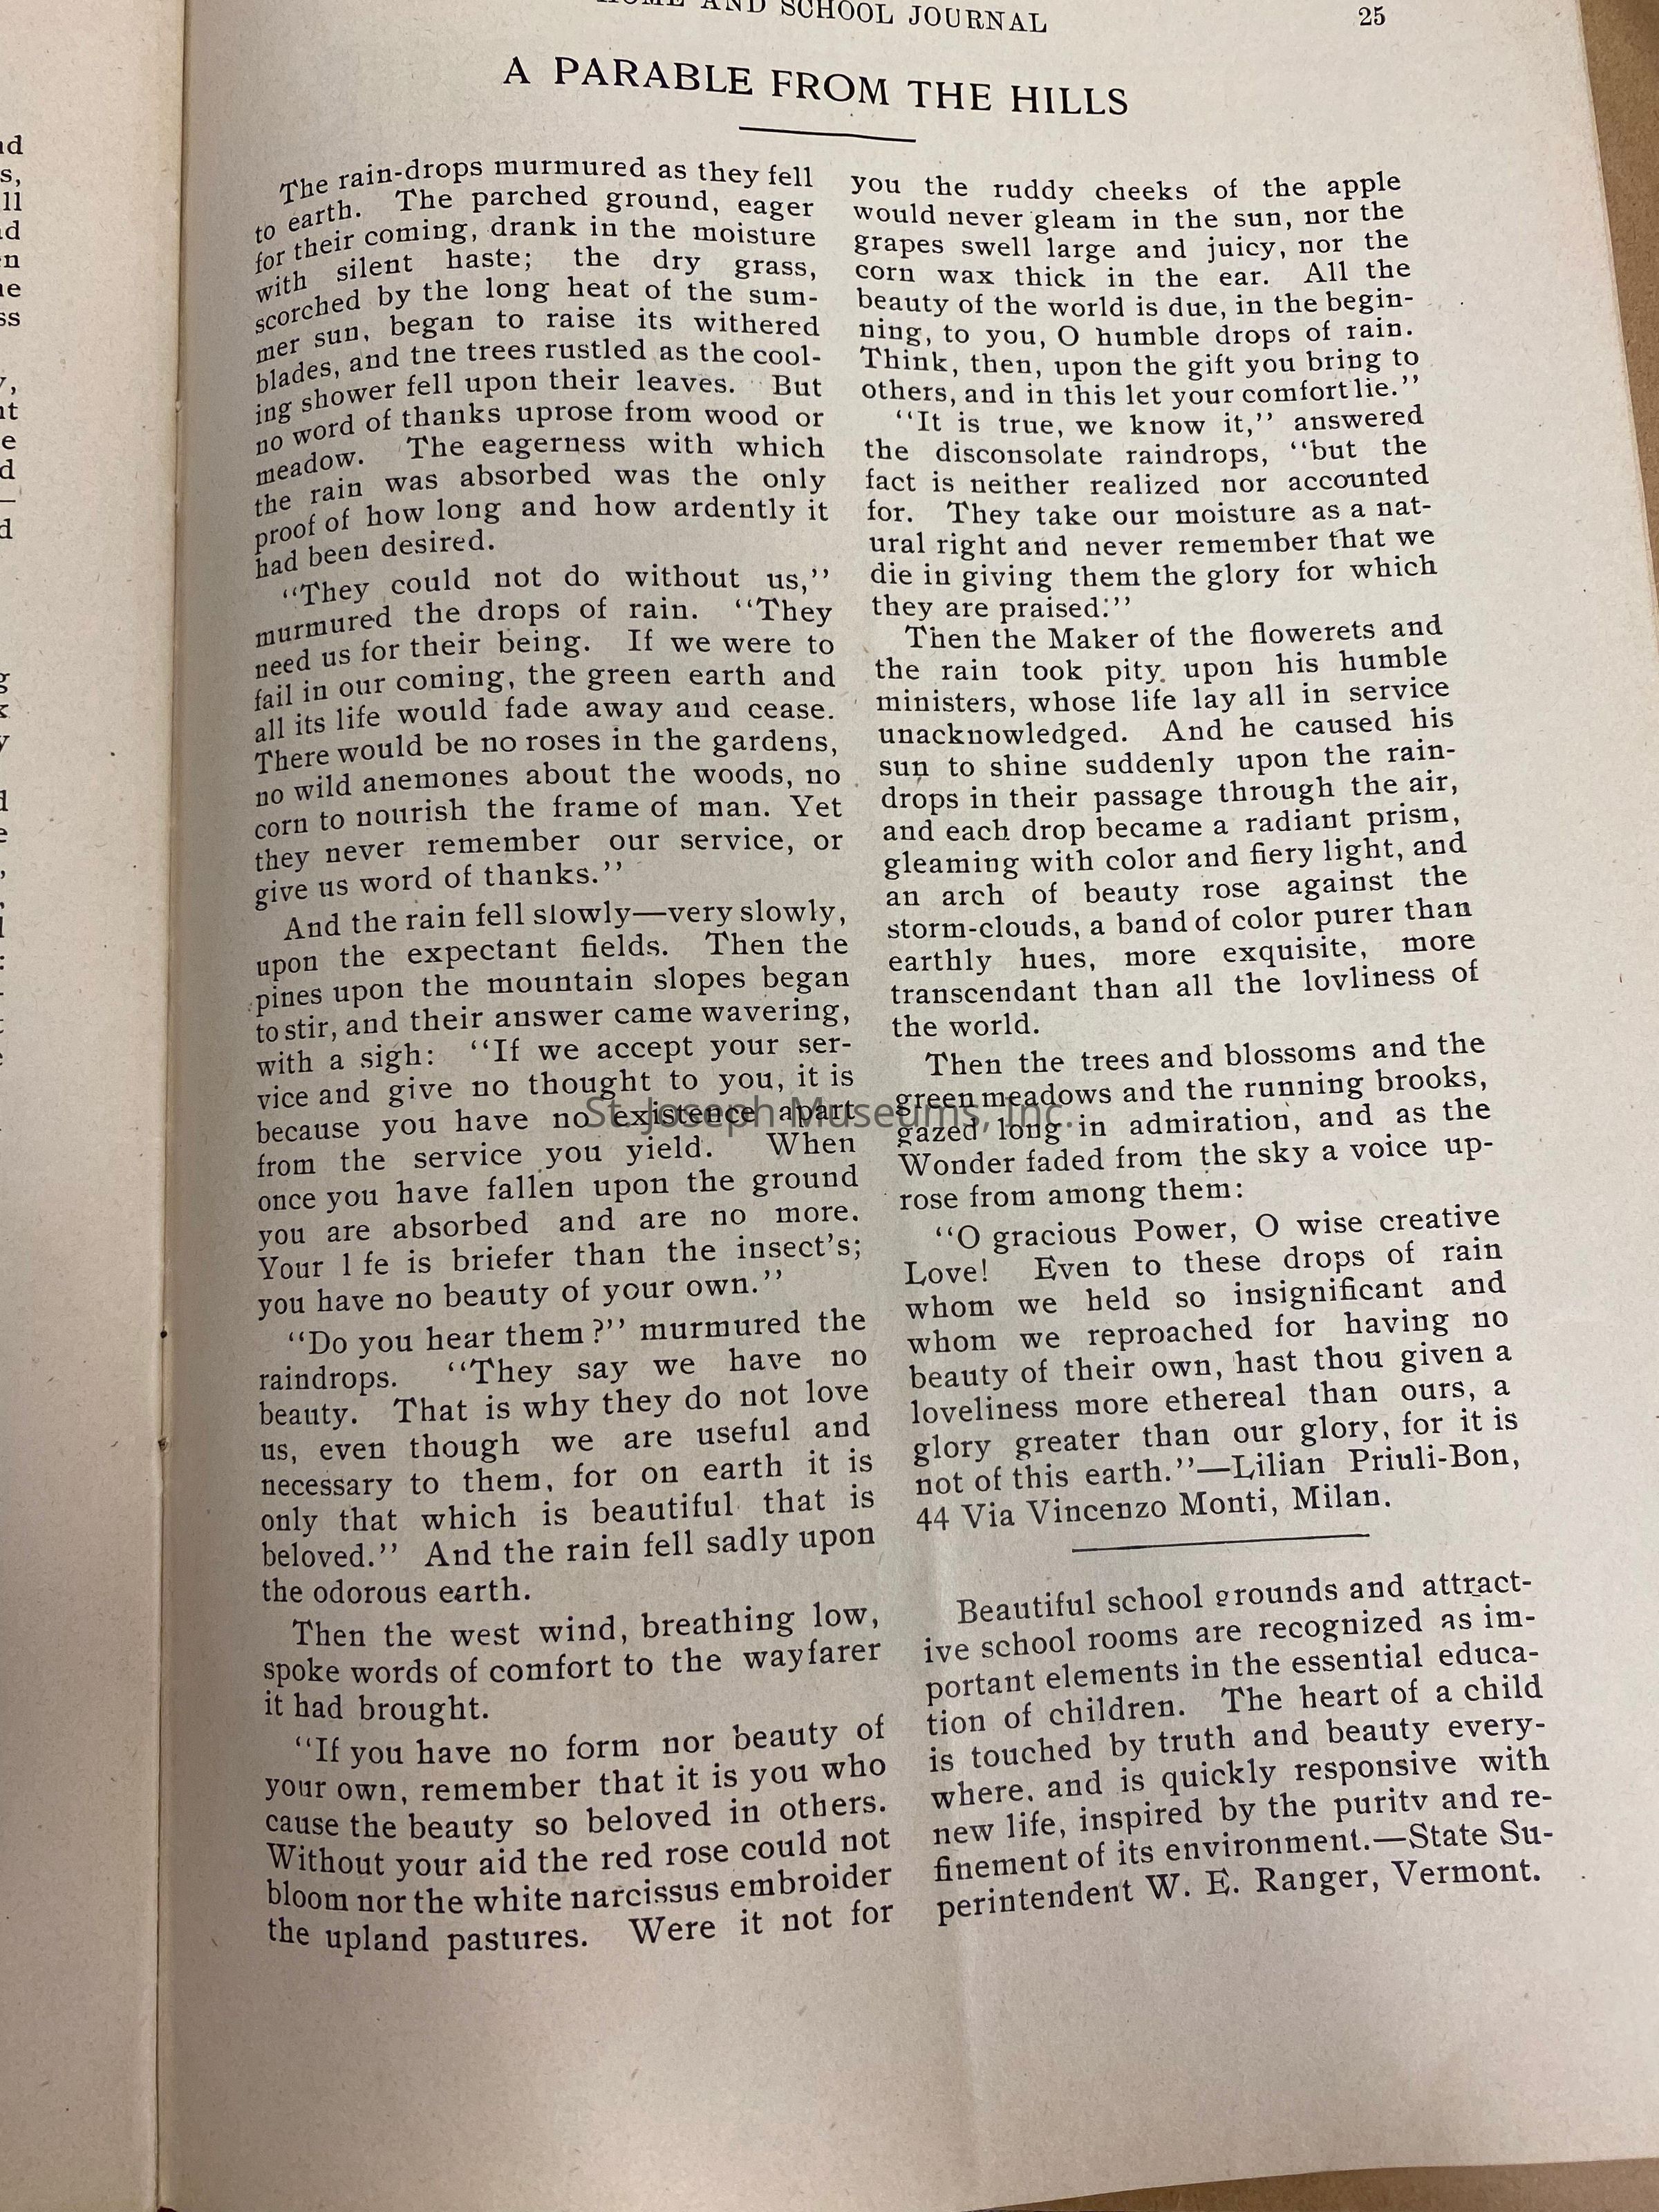 HOME AND SCHOOL JOURNAL 25
A PARABLE FROM THE HILLS
The rain-drops murmured as they fell
to earth. The parched ground, eager
for their coming, drank in the moisture
with silent haste; the dry grass,
scorched by the long heat of the sum-
mer sun, began to raise its withered
blades, and tne trees rustled as the cool-
ing shower fell upon their leaves. But
no word of thanks uprose from wood or
meadow. The eagerness with which
the rain was absorbed was the only
proof of how long and how ardently it
had been desired.
"They could not do without us,"
murmured the drops of rain. "They
need us for their being. If we were to
fail in our coming, the green earth and
all its life would fade away and cease.
There would be no roses in the gardens,
no wild anemones about the woods, no
corn to nourish the frame of man. Yet
they never remember our service, or
give us word of thanks."
And the rain fell slowly—very slowly,
upon the expectant fields. Then the
pines upon the mountain slopes began
to stir, and their answer came wavering,
with a sigh: "If we accept your ser-
vice and give no thought to you, it is
because you have no existence apart
from the service you yield. When
once you have fallen upon the ground
you are absorbed and are no more.
Your l fe is briefer than the insect's;
you have no beauty of your own."
"Do you hear them?" murmured the
raindrops. "They say we have no
beauty. That is why they do not love
us, even though we are useful and
necessary to them, for on earth it is
only that which is beautiful that is
beloved." And the rain fell sadly upon
the odorous earth.
Then the west wind, breathing low,
spoke words of comfort to the wayfarer
it had brought.
"If you have no form nor beauty of
your own, remember that it is you who
cause the beauty so beloved in others.
Without your aid the red rose could not
bloom nor the white narcissus embroider
the upland pastures. Were it not for
you the ruddy cheeks of the apple
would never gleam in the sun, nor the
grapes swell large and juicy, nor the
corn wax thick in the ear. All the
beauty of the world is due, in the begin-
ning, to you, O humble drops of rain.
Think, then, upon the gift you bring to
others, and in this let your comfort lie."
"It is true, we know it," answered
the disconsolate raindrops, "but the
fact is neither realized nor accounted
for. They take our moisture as a nat-
ural right and never remember that we
die in giving them the glory for which
they are praised."
Then the Maker of the flowerets and
the rain took pity upon his humble
ministers, whose life lay all in service
unacknowledged. And he caused his
sun to shine suddenly upon the rain-
drops in their passage through the air,
and each drop became a radiant prism,
gleaming with color and fiery light, and
an arch of beauty rose against the
storm-clouds, a band of color purer than
earthly hues, more exquisite, more
transcendant than all the lovliness of
the world.
Then the trees and blossoms and the
green meadows and the running brooks,
gazed long in admiration, and as the
Wonder faded from the sky a voice up-
rose from among them:
"O gracious Power, O wise creative
Love! Even to these drops of rain
whom we held so insignificant and
whom we reproached for having no
beauty of their own, hast thou given a
loveliness more ethereal than ours, a
glory greater than our glory, for it is
not of this earth."—Lilian Priuli-Bon,
44 Via Vincenzo Monti, Milan.
Beautiful school grounds and attract-
ive school rooms are recognized as im-
portant elements in the essential educa-
tion of children. The heart of a child
is touched by truth and beauty every-
where, and is quickly responsive with
new life, inspired by the purity and re-
finement of its environment.—State Su-
perintendent W. E. Ranger, Vermont.
St. Joseph Museums, Inc.